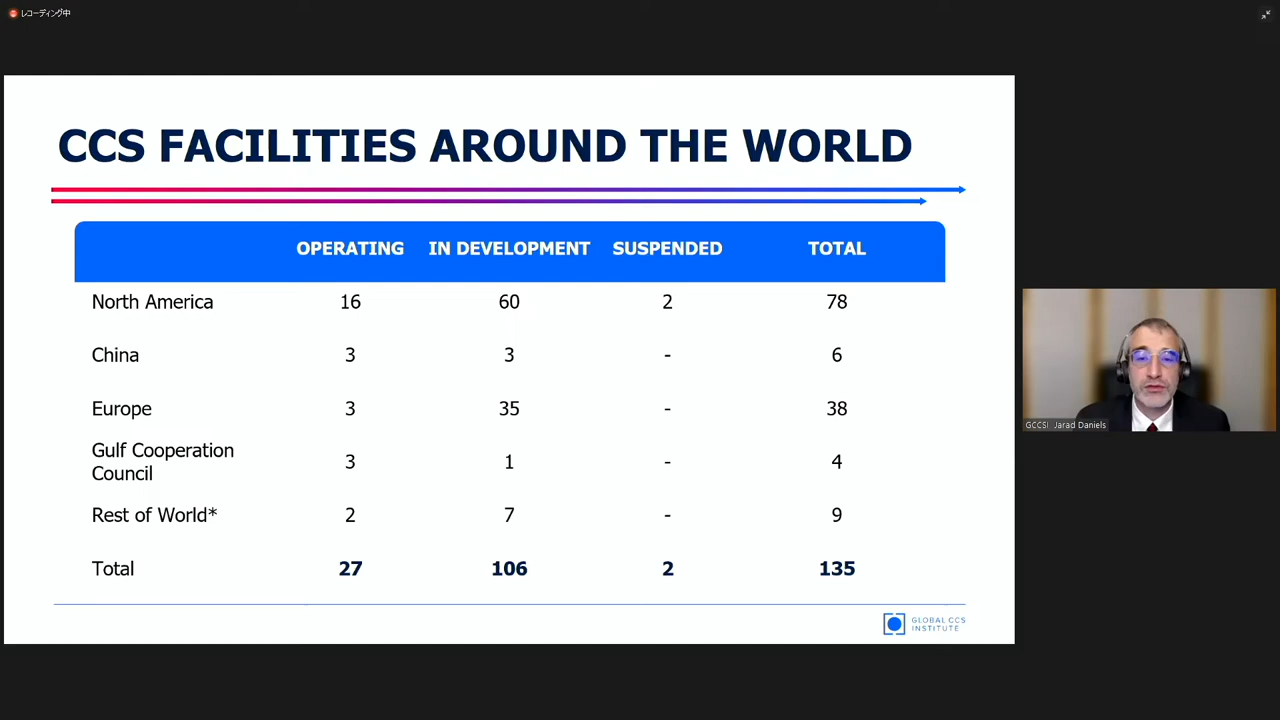 レコーディング中
CCS FACILITIES AROUND THE WORLD
OPERATING IN DEVELOPMENT SUSPENDED TOTAL
North America 16 60 2 78
China 3 3 - 6
Europe 3 35 - 38
Gulf Cooperation
Council 3 1 - 4
Rest of World* 2 7 - 9
Total 27 106 2 135
GLOBAL CCS
INSTITUTE
GCCSI Jarad Daniels